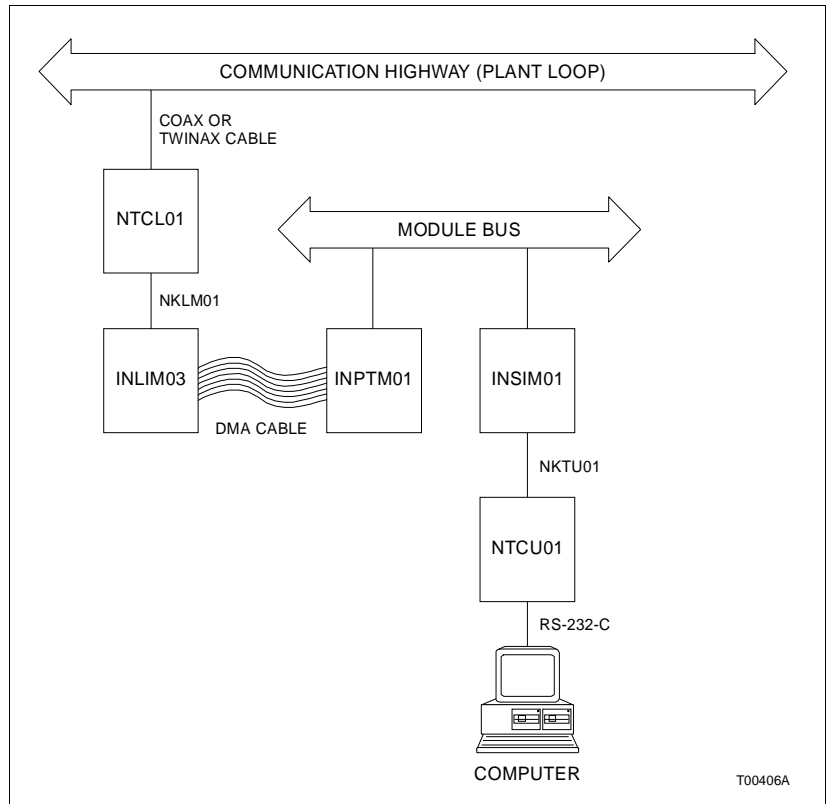 COMMUNICATION HIGHWAY (PLANT LOOP)
COAX OR
TWINAX CABLE
NTCL01
MODULE BUS
NKLM01
INLIM03
INPTM01
INSIM01
DMA CABLE
NKTU01
NTCU01
RS-232-C
COMPUTER
T00406A